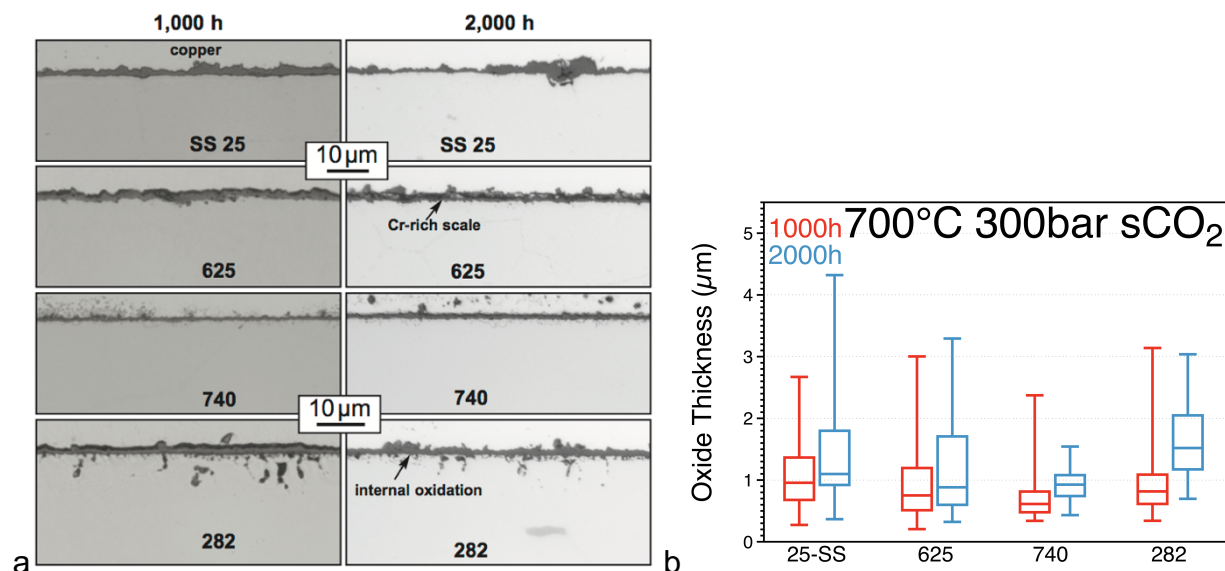 1,000 h
2,000 h
copper
SS 25
SS 25
10 µm
Cr-rich scale
625
625
740
740
10 µm
internal oxidation
282
282
a
700°C 300bar sCO₂
1000h
2000h
Oxide Thickness (µm)
5
4
3
2
1
0
25-SS
625
740
282
b